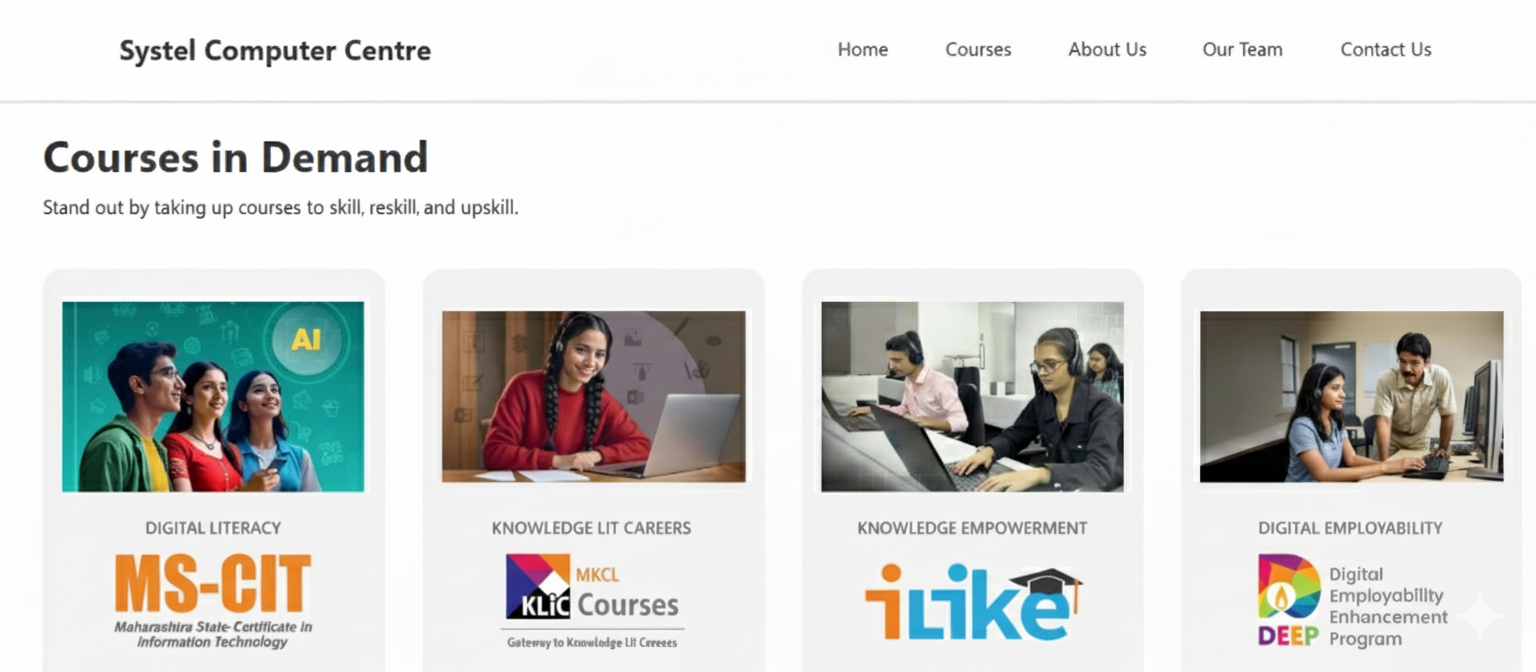 Systel Computer Centre
Home Courses About Us Our Team Contact Us
Courses in Demand
Stand out by taking up courses to skill, reskill, and upskill.
AI
DIGITAL LITERACY
MS-CIT
Maharashtra State Certificate in
Information Technology
KNOWLEDGE LIT CAREERS
MKCL
KLiC Courses
Gateway to Knowledge Lit Careers
KNOWLEDGE EMPOWERMENT
iLike
DIGITAL EMPLOYABILITY
DEEP
Digital
Employability
Enhancement
Program